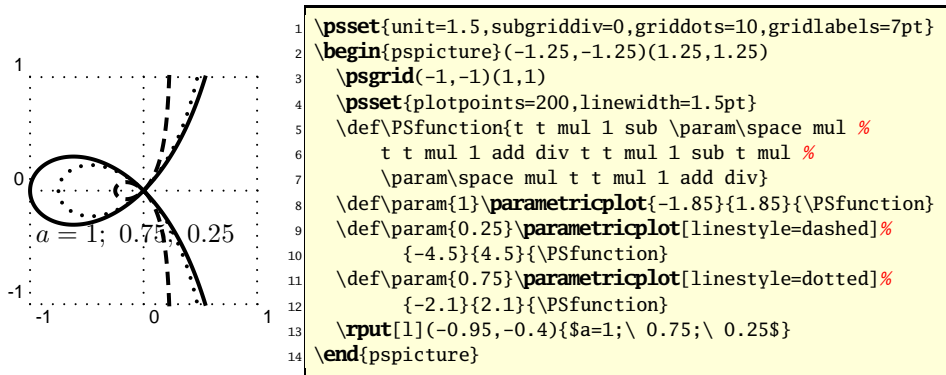 1
0
-1
-1 0 1
a = 1; 0.75; 0.25
1 \psset{unit=1.5,subgriddiv=0,griddots=10,gridlabels=7pt}
2 \begin{pspicture}(-1.25,-1.25)(1.25,1.25)
3 \psgrid(-1,-1)(1,1)
4 \psset{plotpoints=200,linewidth=1.5pt}
5 \def\PSfunction{t t mul 1 sub \param\space mul %
6 t t mul 1 add div t t mul 1 sub t mul %
7 \param\space mul t t mul 1 add div}
8 \def\param{1}\parametricplot{-1.85}{1.85}{\PSfunction}
9 \def\param{0.25}\parametricplot[linestyle=dashed]%
10 {-4.5}{4.5}{\PSfunction}
11 \def\param{0.75}\parametricplot[linestyle=dotted]%
12 {-2.1}{2.1}{\PSfunction}
13 \rput[l](-0.95,-0.4){$a=1;\ 0.75;\ 0.25$}
14 \end{pspicture}